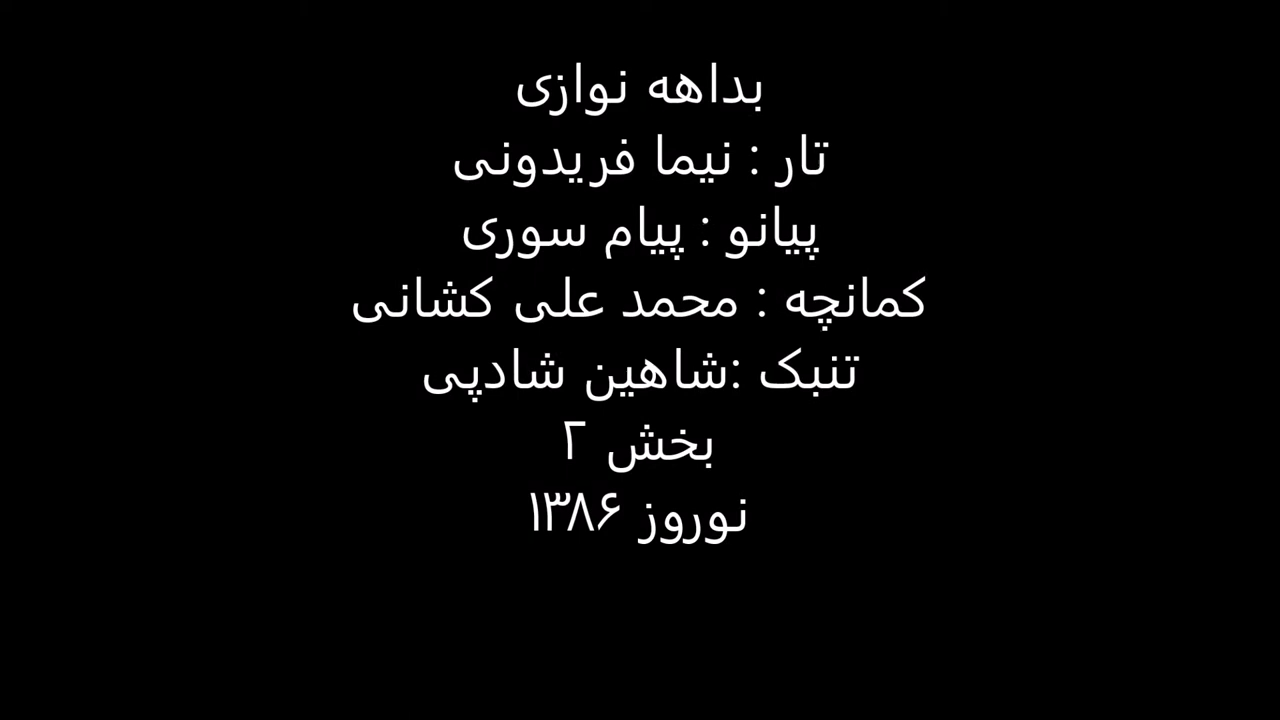 بداهه نوازی
تار : نیما فریدونی
پیانو : پیام سوری
کمانچه : محمد علی کشانی
تنبک :شاهین شادپی
بخش ۲
نوروز ۱۳۸۶